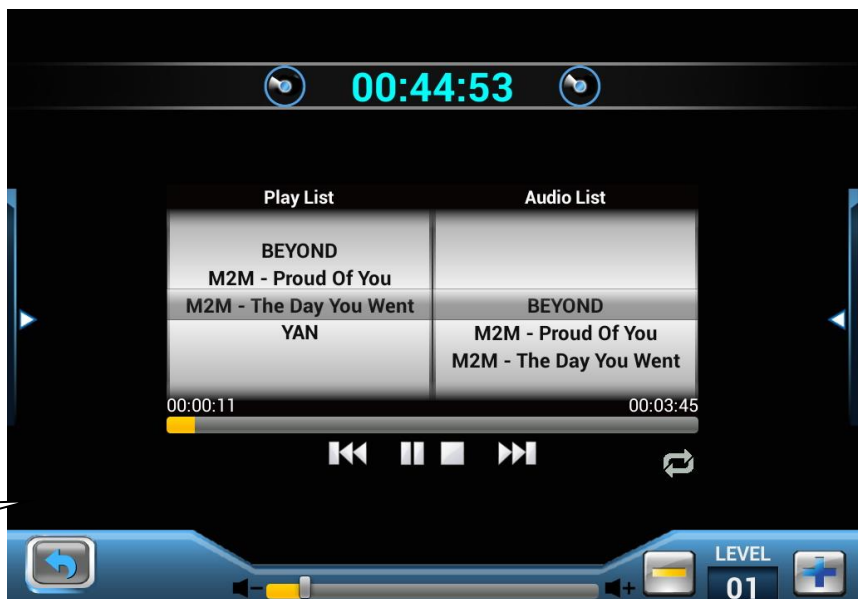 00:44:53
Play List
Audio List
BEYOND
M2M - Proud Of You
M2M - The Day You Went
YAN
BEYOND
M2M - Proud Of You
M2M - The Day You Went
00:00:11
00:03:45
LEVEL
01